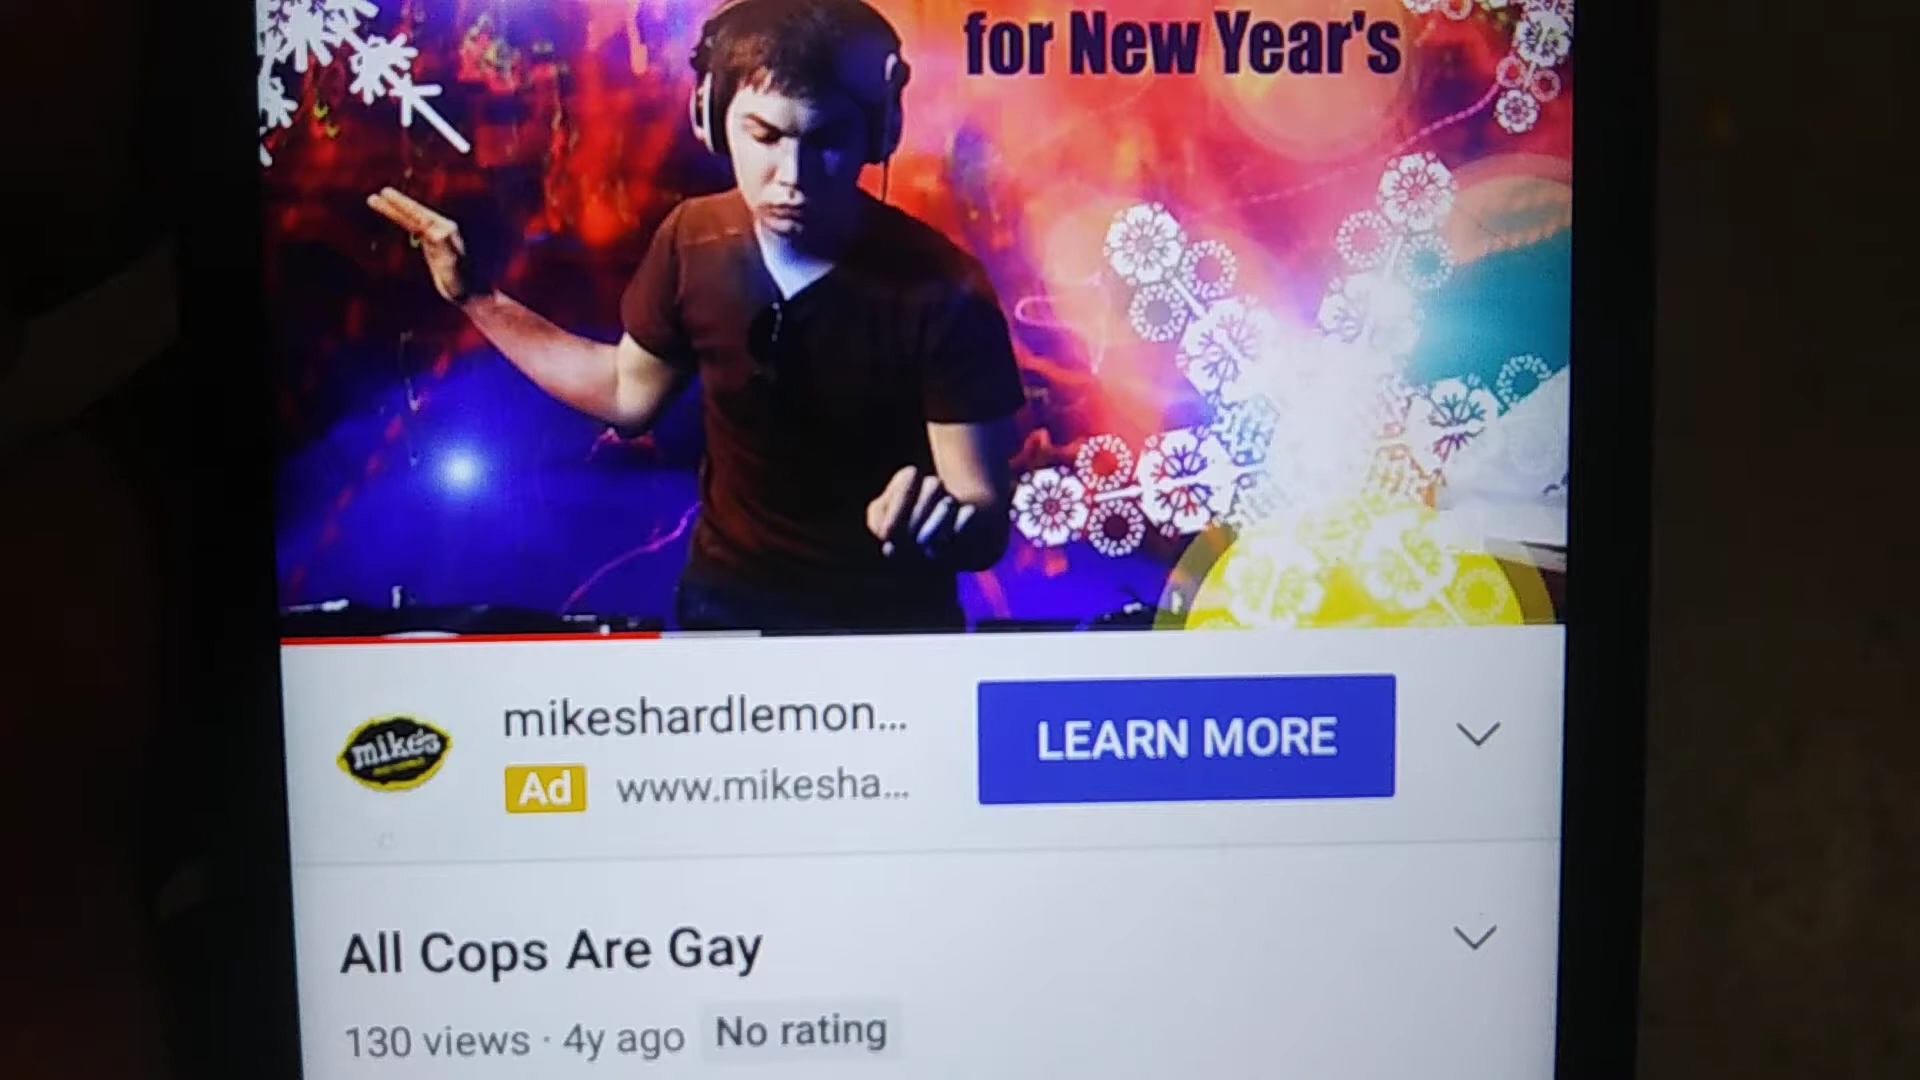 for New Year's
mikeshardlemon...
LEARN MORE
mike's
Ad www.mikesha...
All Cops Are Gay
130 views · 4y ago No rating